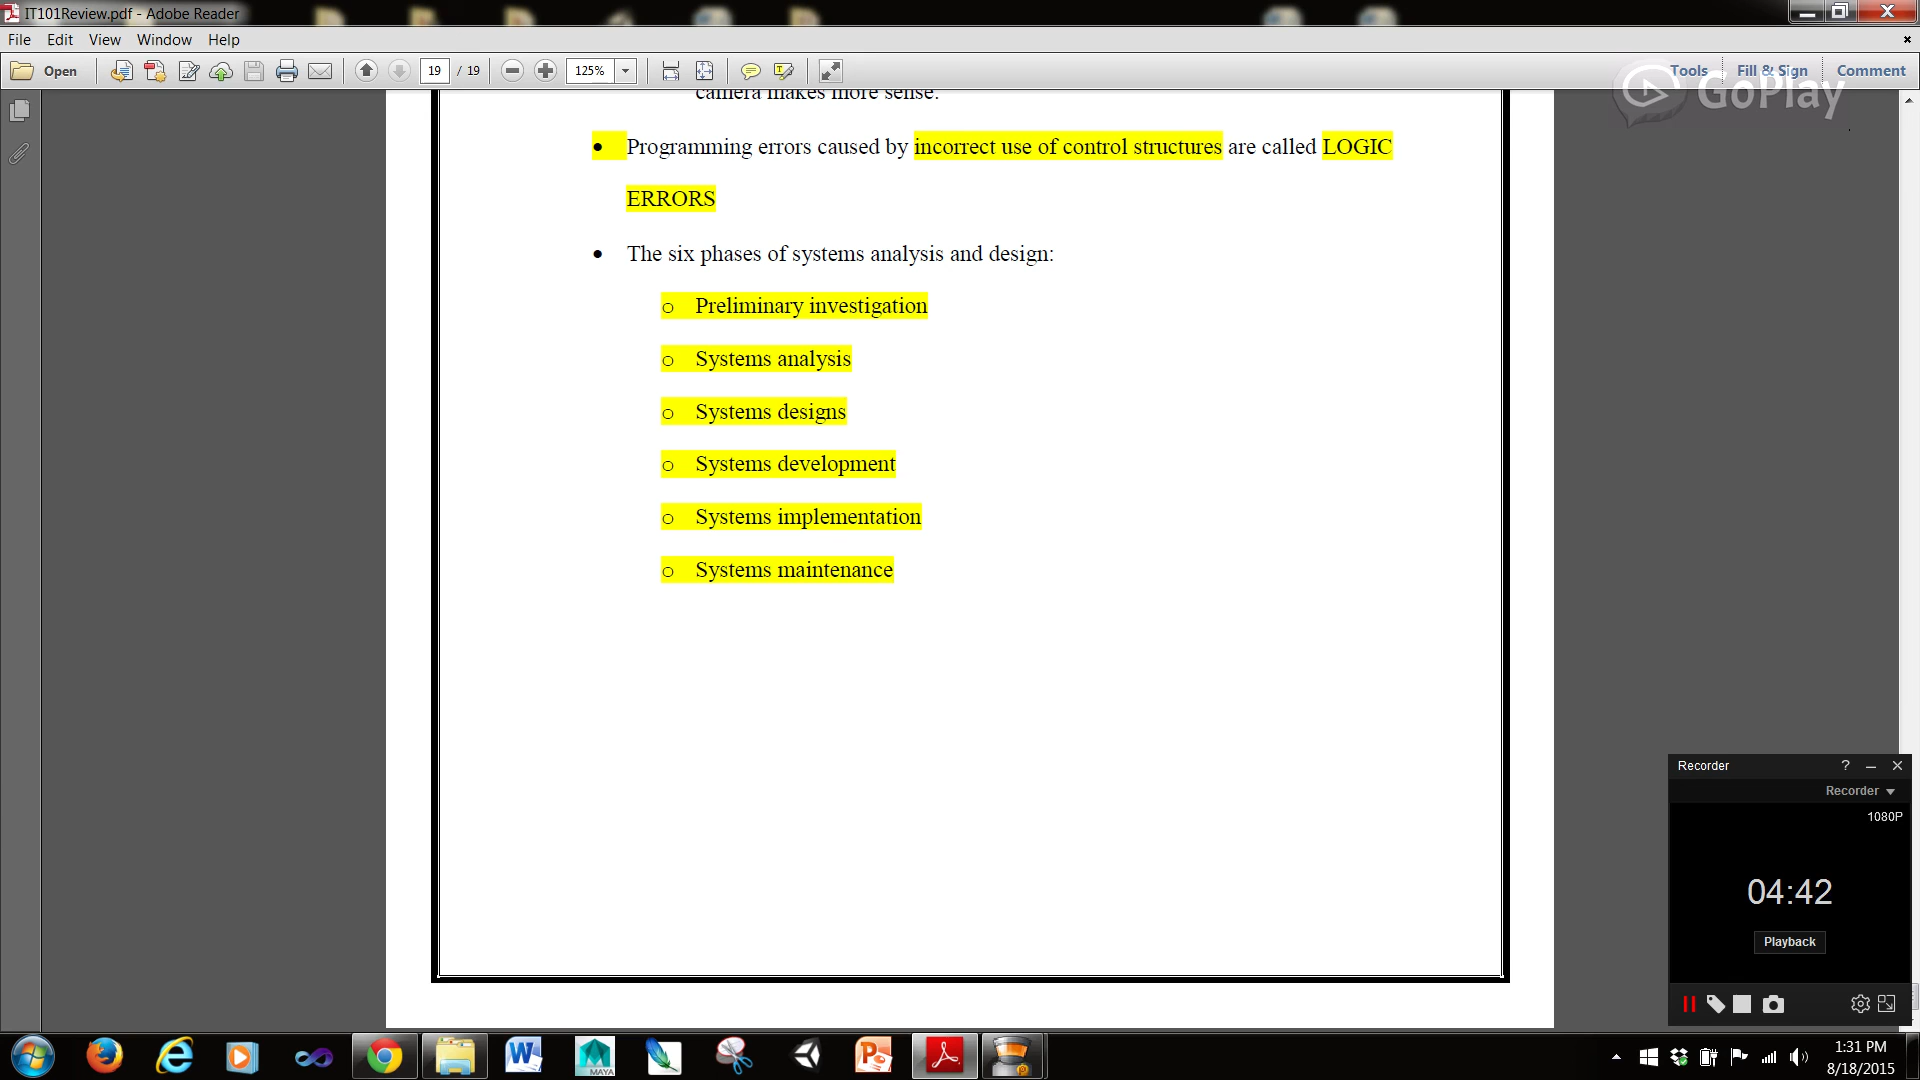 IT101Review.pdf - Adobe Reader
File Edit View Window Help
Open 19 / 19 125% Tools Fill & Sign Comment
GoPlay
camera makes more sense.
• Programming errors caused by incorrect use of control structures are called LOGIC
ERRORS
• The six phases of systems analysis and design:
o Preliminary investigation
o Systems analysis
o Systems designs
o Systems development
o Systems implementation
o Systems maintenance
Recorder ?
Recorder
1080P
04:42
Playback
MAYA
1:31 PM
8/18/2015